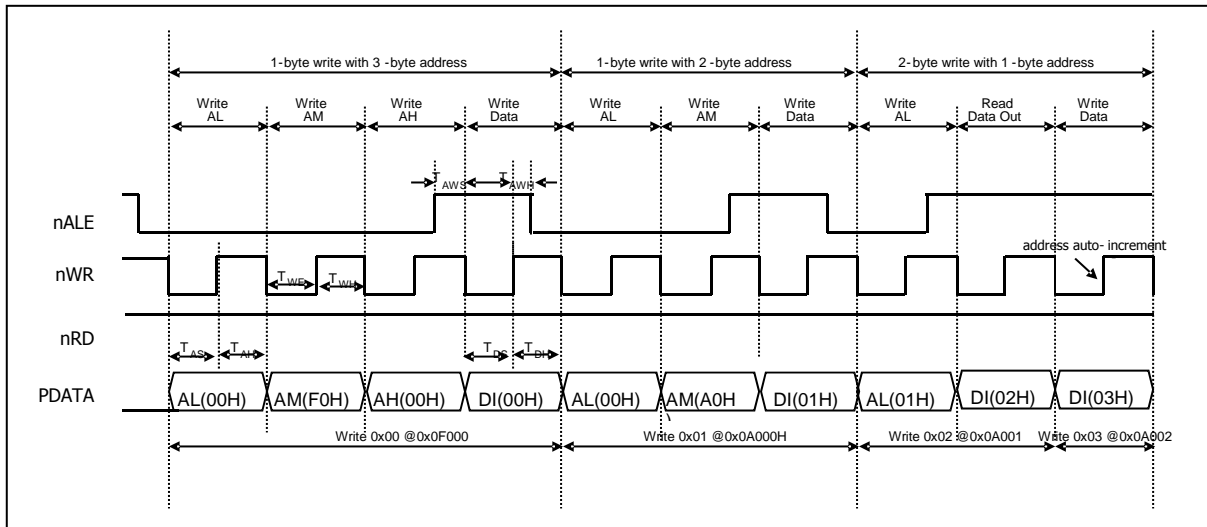 1-byte write with 3 -byte address 1-byte write with 2 -byte address 2-byte write with 1 -byte address
Write AL Write AM Write AH Write Data Write AL Write AM Write Data Write AL Read Data Out Write Data
T AWS T AWH
nALE
address auto- increment
nWR T WE T WH
nRD
T AS T AH T DS T DH
PDATA AL(00H) AM(F0H) AH(00H) DI(00H) AL(00H) AM(A0H DI(01H) AL(01H) DI(02H) DI(03H)
Write 0x00 @0x0F000 Write 0x01 @0x0A000H Write 0x02 @0x0A001 Write 0x03 @0x0A002